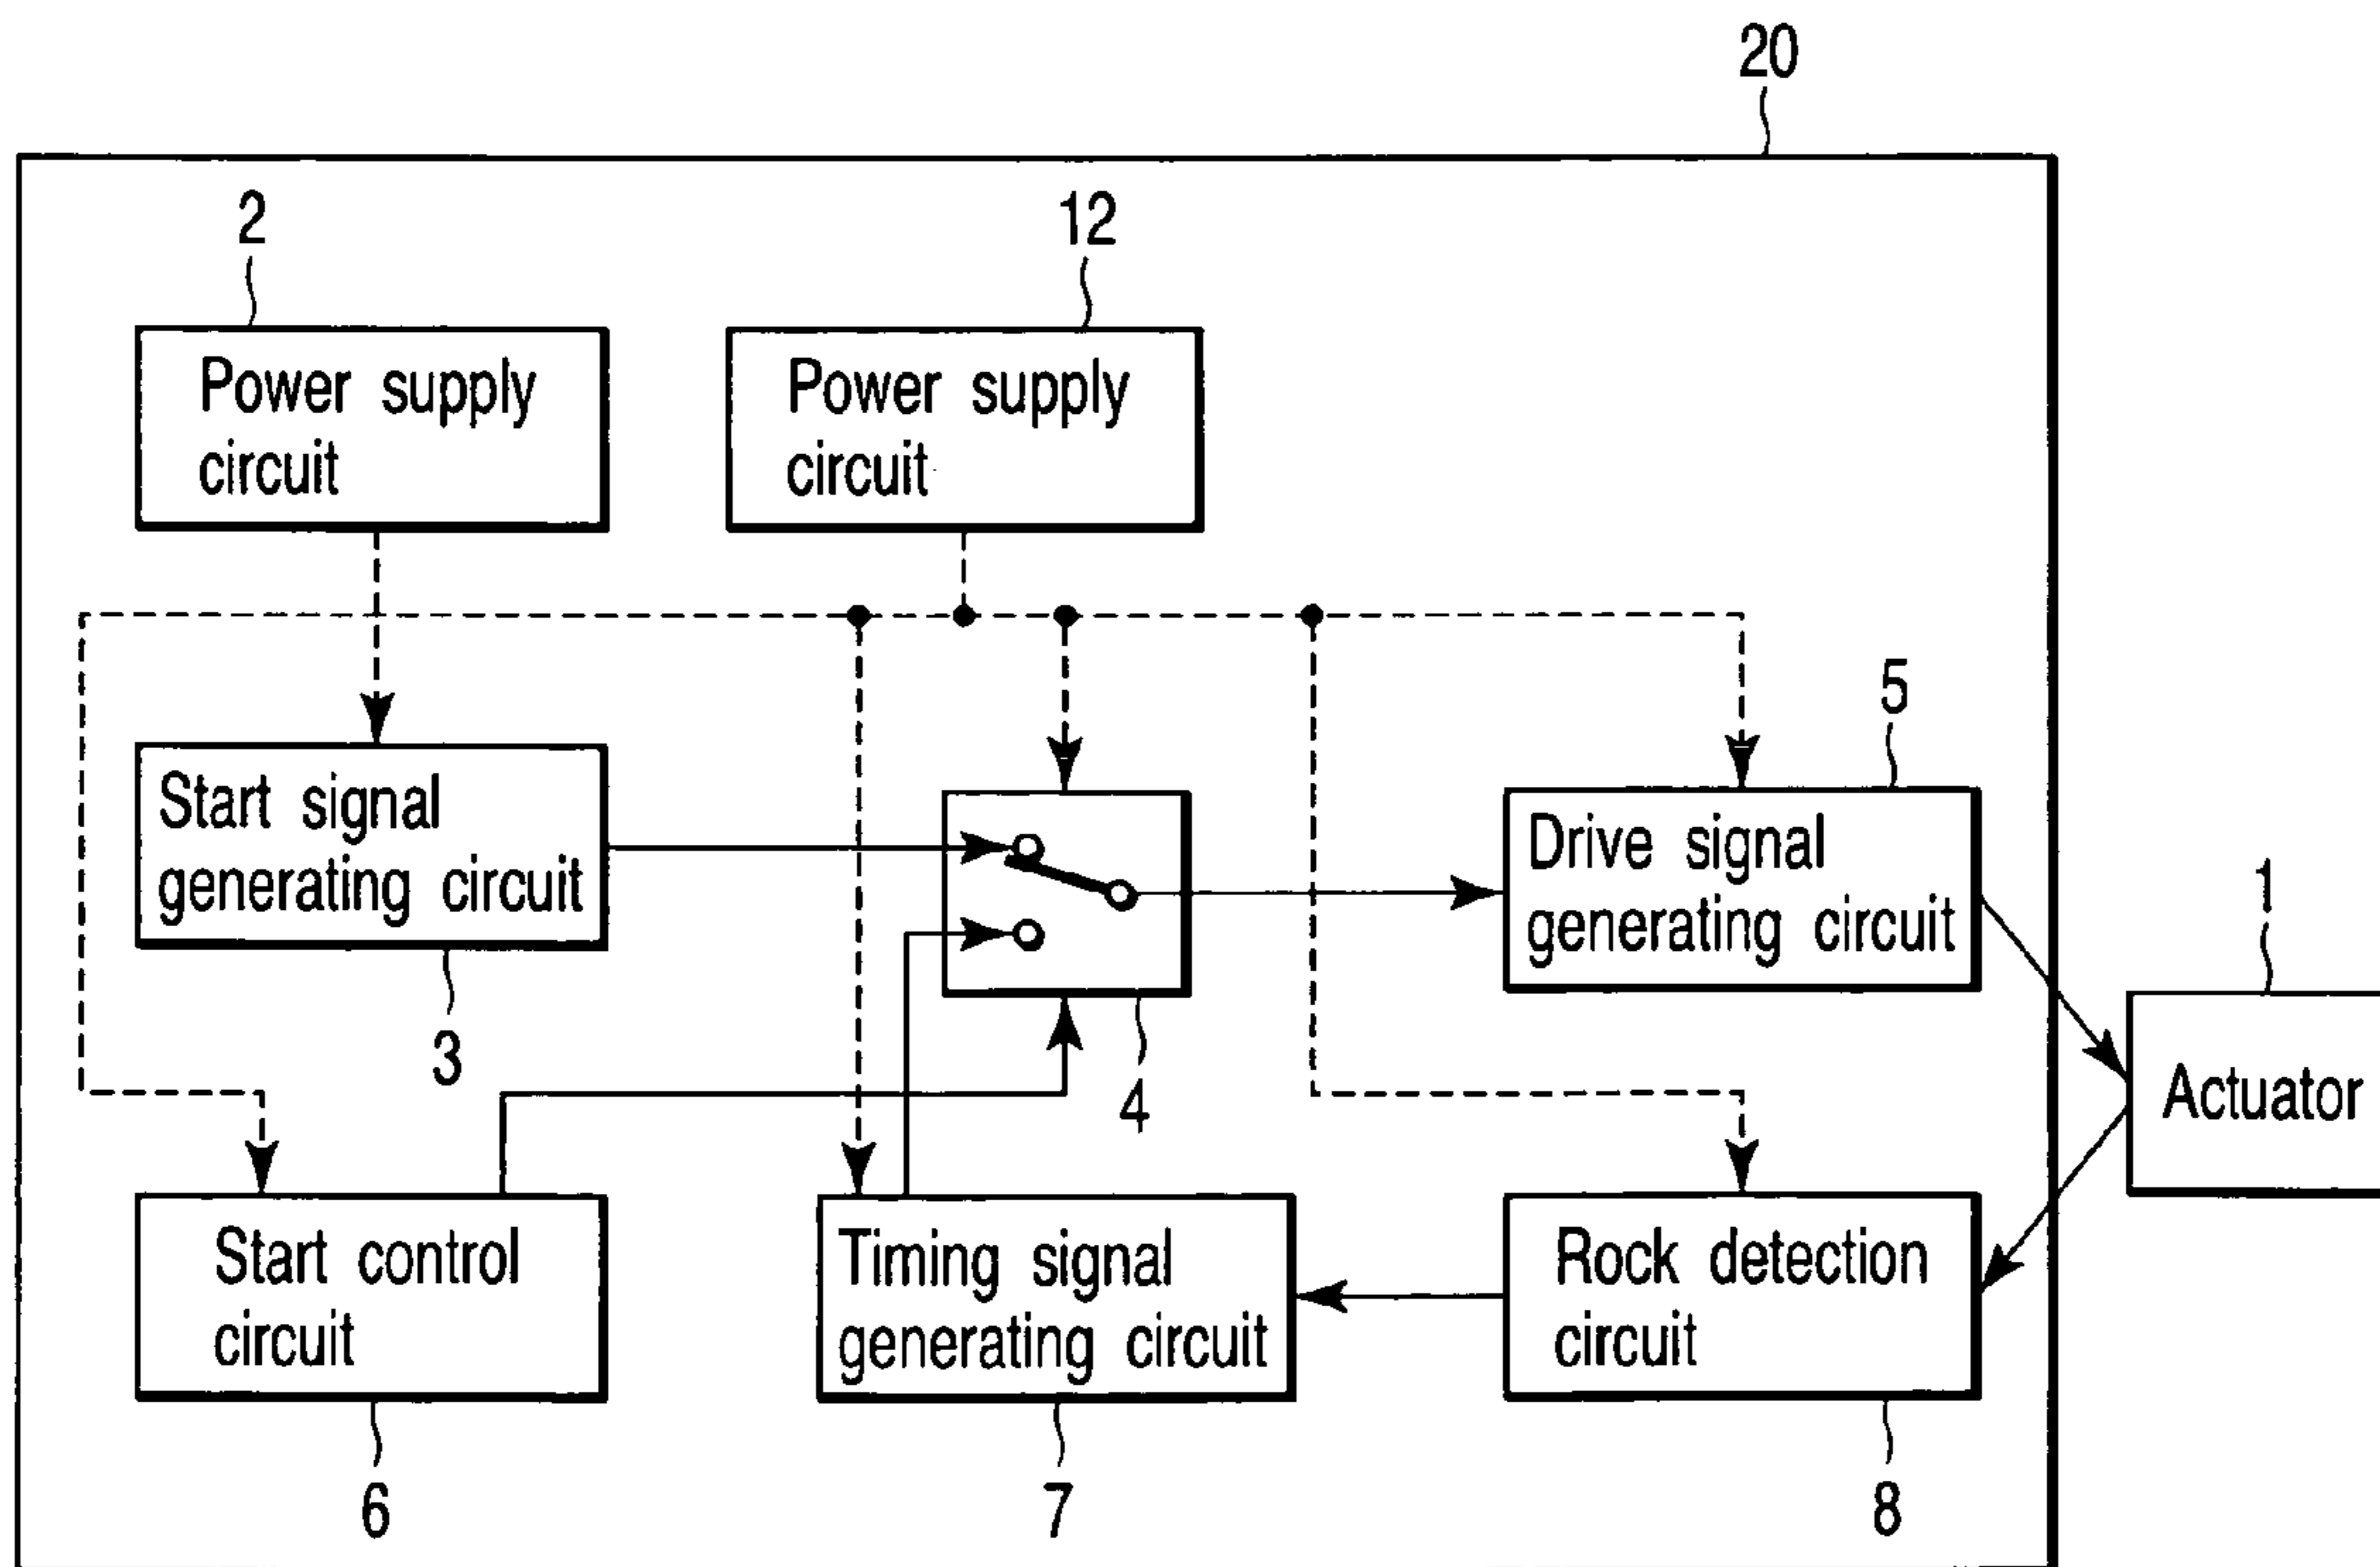 20
2
12
Power supply
circuit
Power supply
circuit
5
Start signal
generating circuit
Drive signal
generating circuit
1
3
4
Actuator
Start control
circuit
Timing signal
generating circuit
Rock detection
circuit
6
7
8